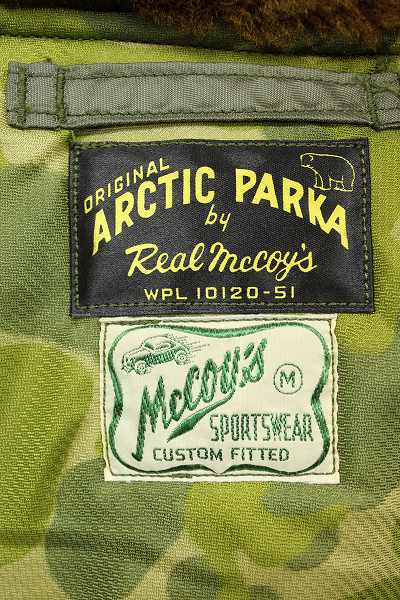 ORIGINAL
ARCTIC PARKA
by
Real McCoy's
WPL 10120-51
McCoy's
M
SPORTSWEAR
CUSTOM FITTED